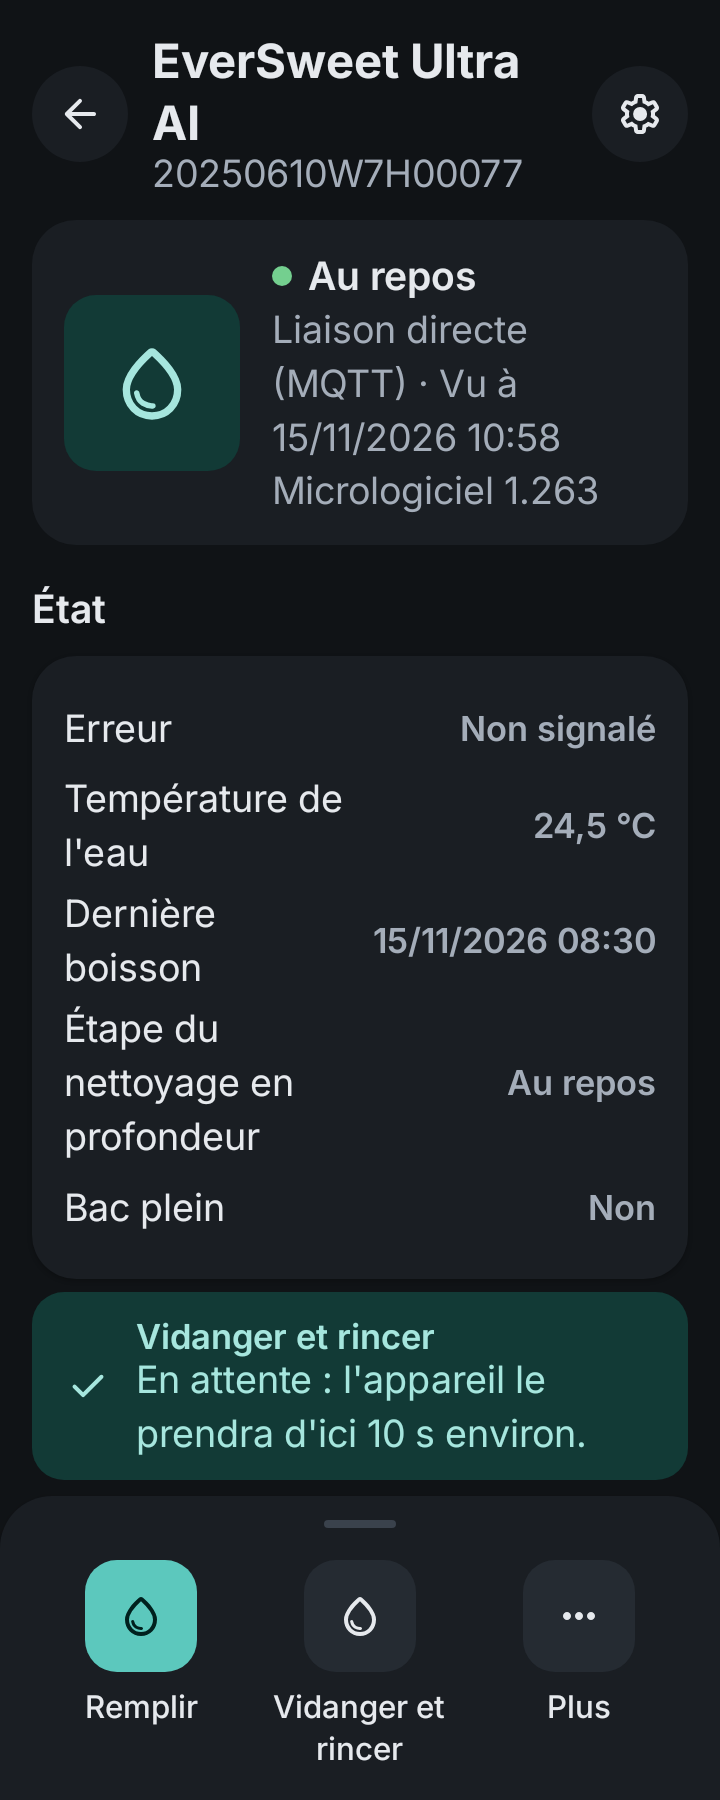 EverSweet Ultra
AI
20250610W7H00077
Au repos
Liaison directe
(MQTT) · Vu à
15/11/2026 10:58
Micrologiciel 1.263
État
Erreur
Non signalé
Température de
l'eau
24,5 °C
Dernière
boisson
15/11/2026 08:30
Étape du
nettoyage en
profondeur
Au repos
Bac plein
Non
Vidanger et rincer
En attente : l'appareil le
prendra d'ici 10 s environ.
Remplir
Vidanger et
rincer
Plus